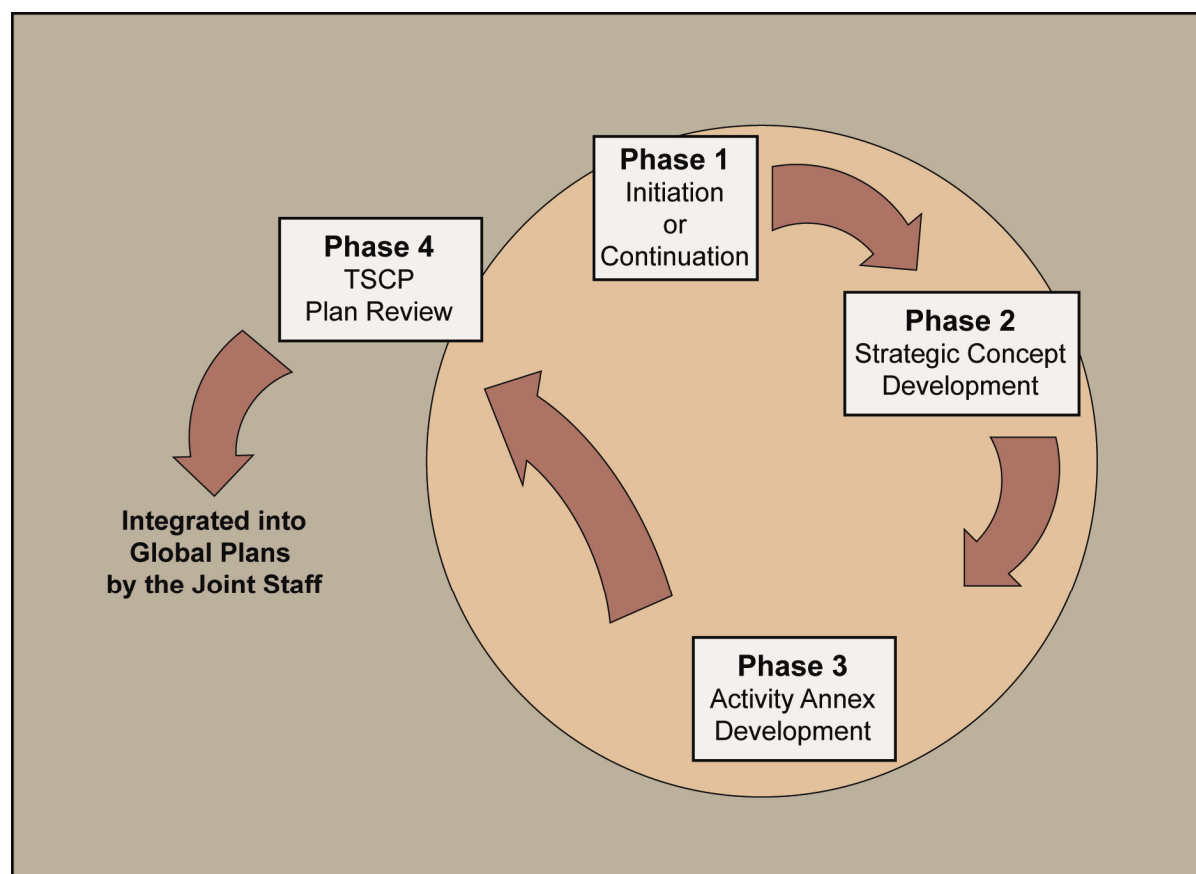 Phase 1
Initiation
or
Continuation
Phase 2
Strategic Concept
Development
Phase 3
Activity Annex
Development
Phase 4
TSCP
Plan Review
Integrated into
Global Plans
by the Joint Staff